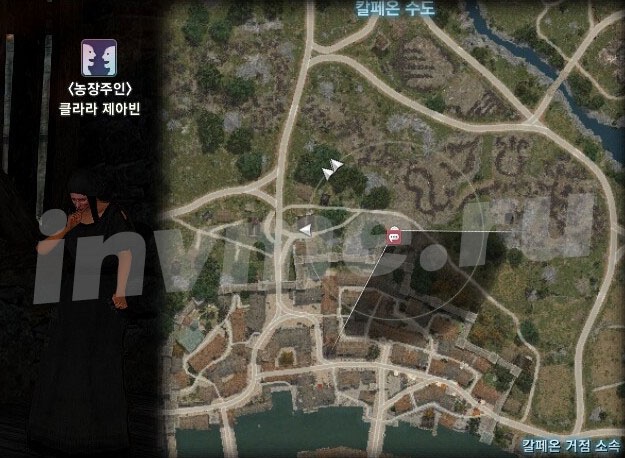 칼페온 수도
〈농장주인〉
클라라 제아빈
invme.ru
칼페온 거점 소속